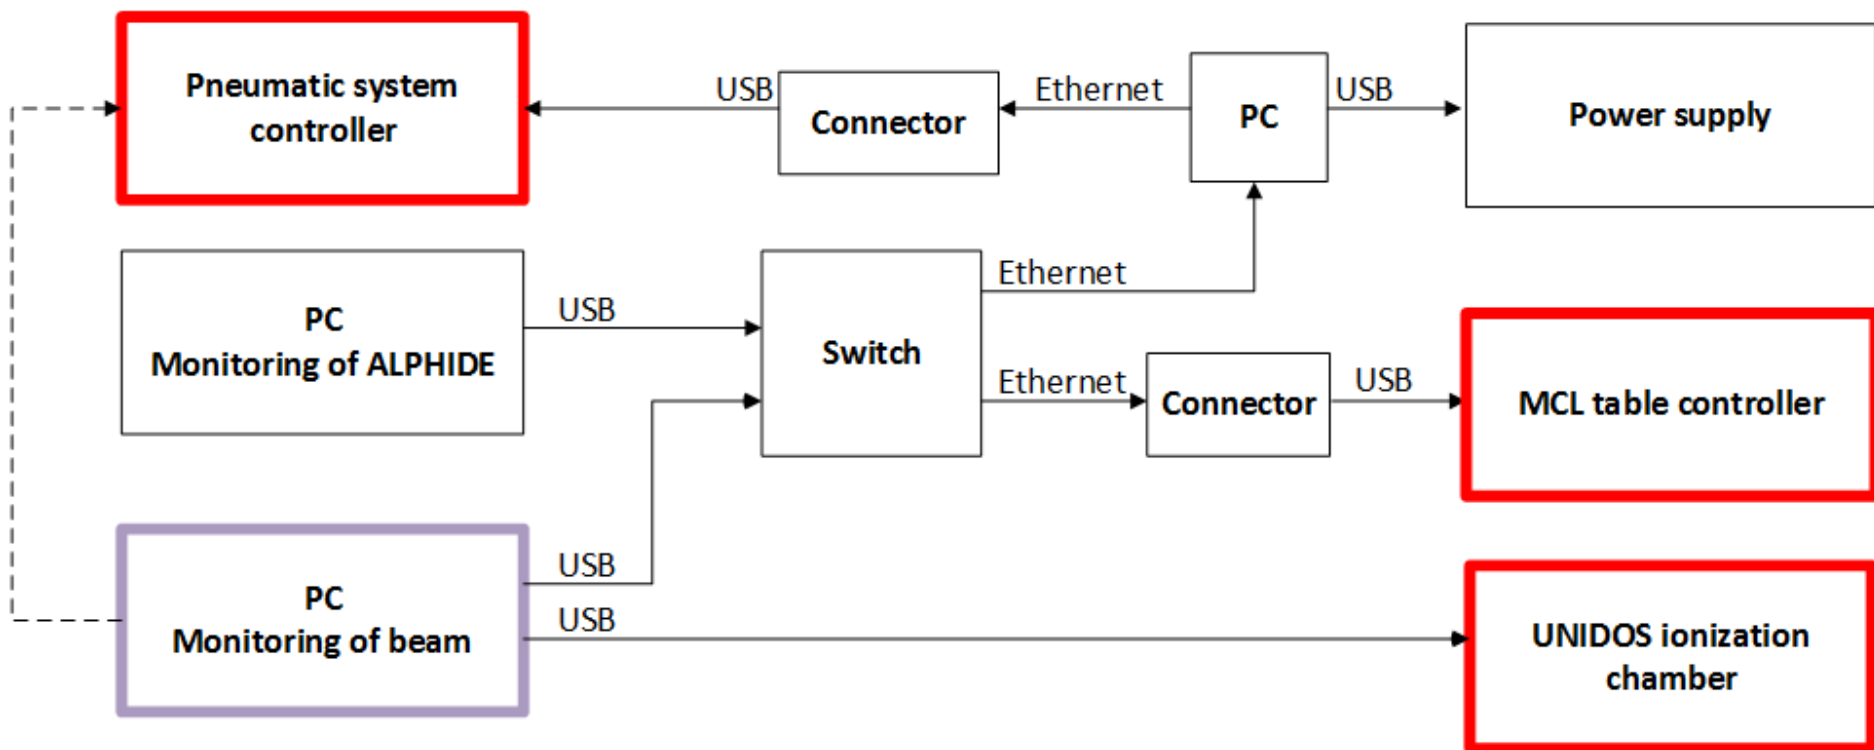 Pneumatic system
controller
USB
Connector
Ethernet
PC
USB
Power supply
PC
Monitoring of ALPHIDE
USB
Switch
Ethernet
Ethernet
Connector
USB
MCL table controller
PC
Monitoring of beam
USB
USB
UNIDOS ionization
chamber